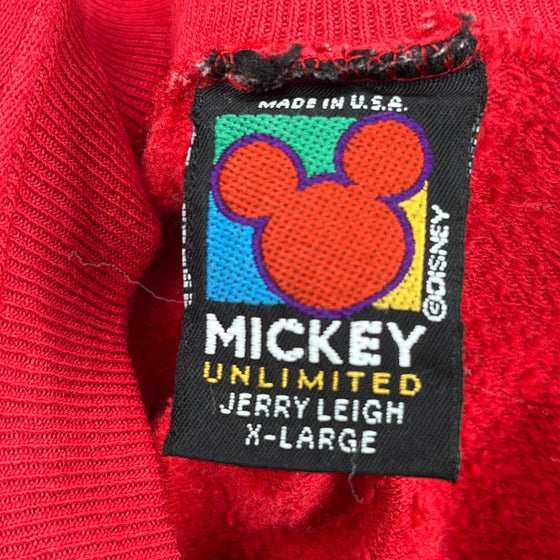 MADE IN U.S.A.
©DISNEY
MICKEY
UNLIMITED
JERRY LEIGH
X-LARGE